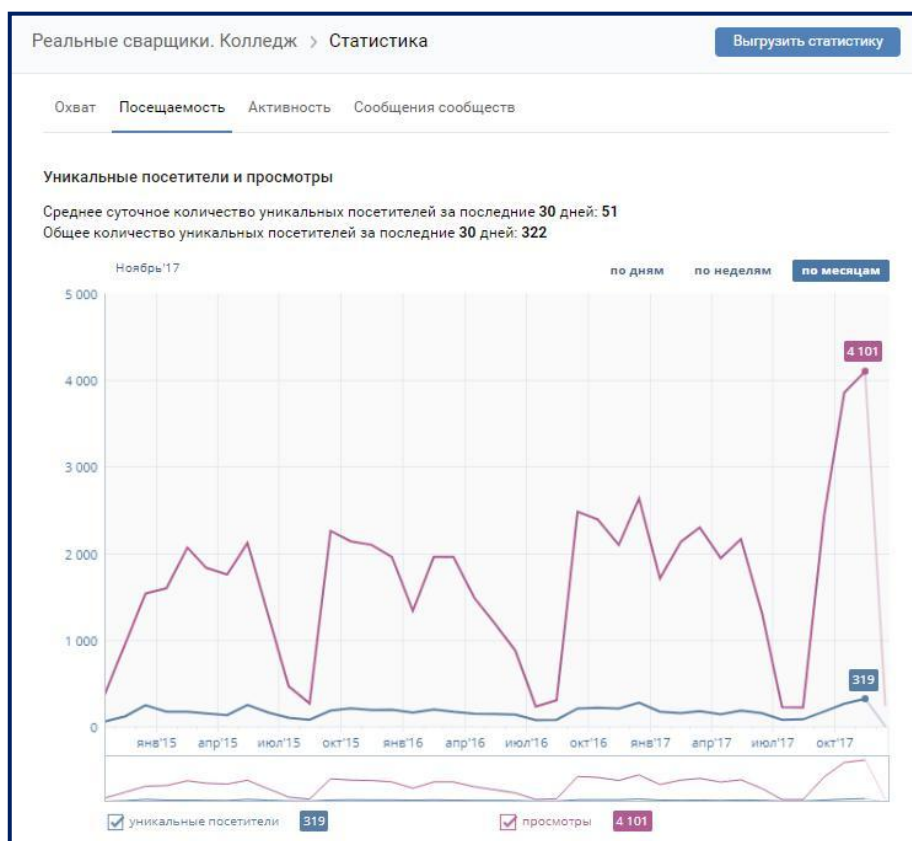 Реальные сварщики. Колледж > Статистика
Выгрузить статистику
Охват Посещаемость Активность Сообщения сообществ
Уникальные посетители и просмотры
Среднее суточное количество уникальных посетителей за последние 30 дней: 51
Общее количество уникальных посетителей за последние 30 дней: 322
Ноябрь'17
по дням по неделям по месяцам
5 000
4 101
4 000
3 000
2 000
1 000
319
0
янв'15 апр'15 июл'15 окт'15 янв'16 апр'16 июл'16 окт'16 янв'17 апр'17 июл'17 окт'17
уникальные посетители 319 просмотры 4 101